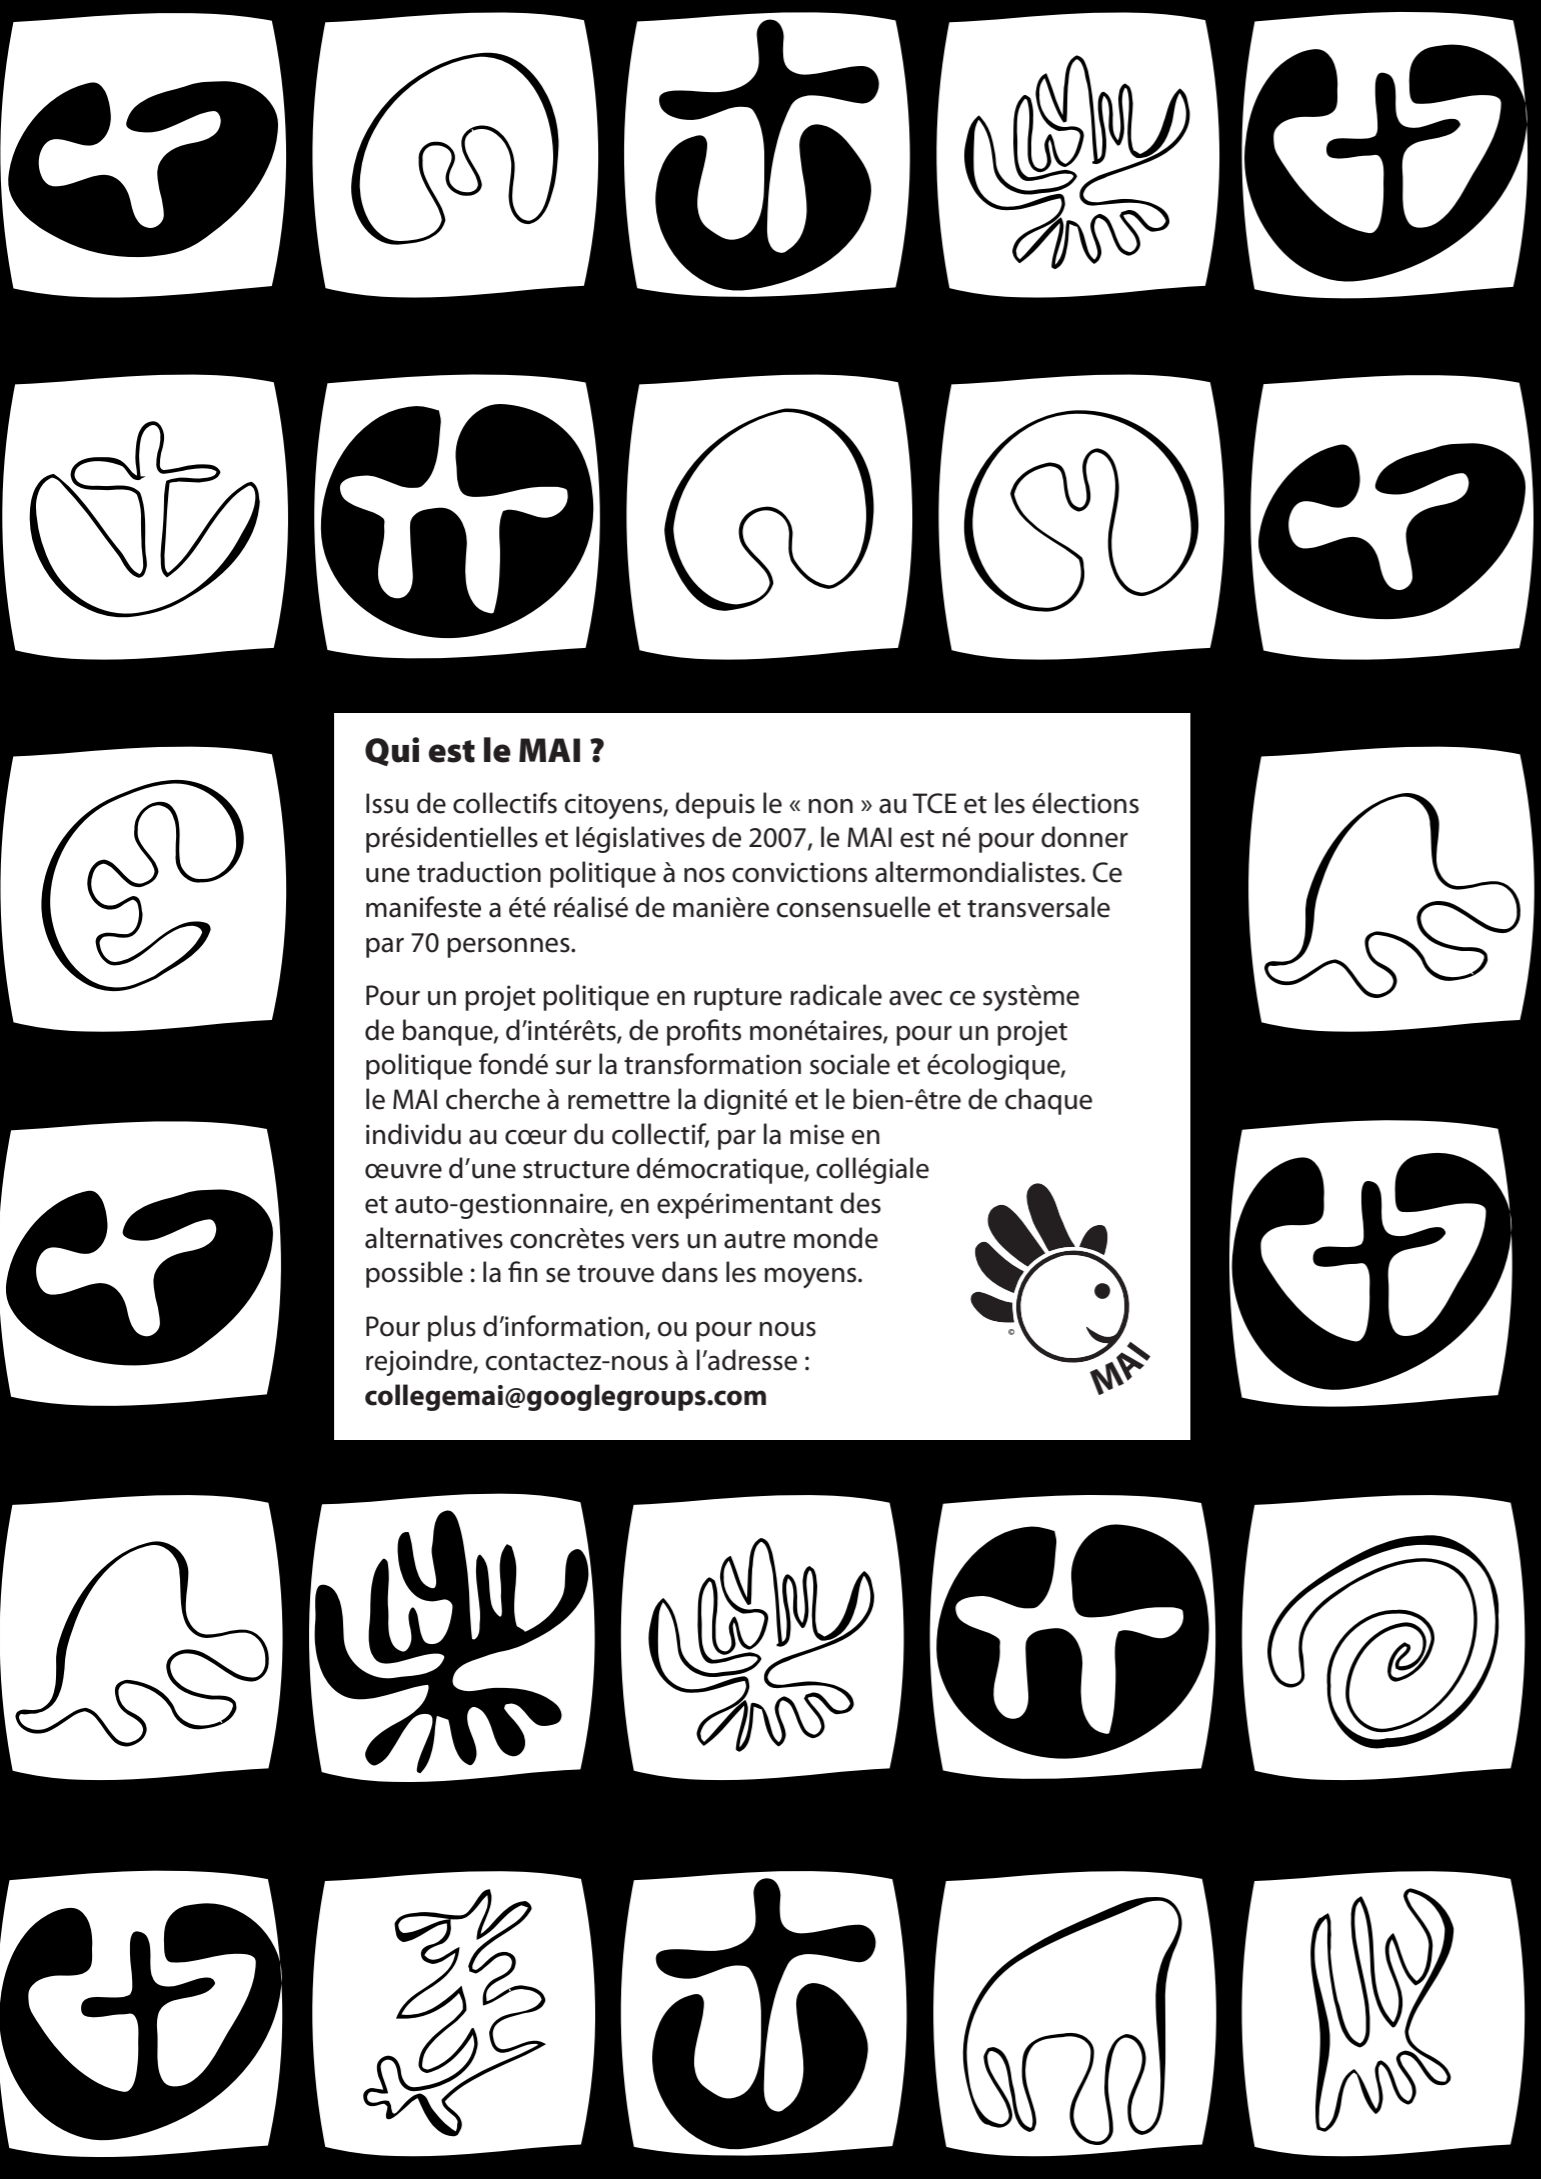 Qui est le MAI ?
Issu de collectifs citoyens, depuis le « non » au TCE et les élections
présidentielles et législatives de 2007, le MAI est né pour donner
une traduction politique à nos convictions altermondialistes. Ce
manifeste a été réalisé de manière consensuelle et transversale
par 70 personnes.
Pour un projet politique en rupture radicale avec ce système
de banque, d’intérêts, de profits monétaires, pour un projet
politique fondé sur la transformation sociale et écologique,
le MAI cherche à remettre la dignité et le bien-être de chaque
individu au cœur du collectif, par la mise en
œuvre d’une structure démocratique, collégiale
et auto-gestionnaire, en expérimentant des
alternatives concrètes vers un autre monde
possible : la fin se trouve dans les moyens.
Pour plus d’information, ou pour nous
rejoindre, contactez-nous à l’adresse :
collegemai@googlegroups.com
©
MAI